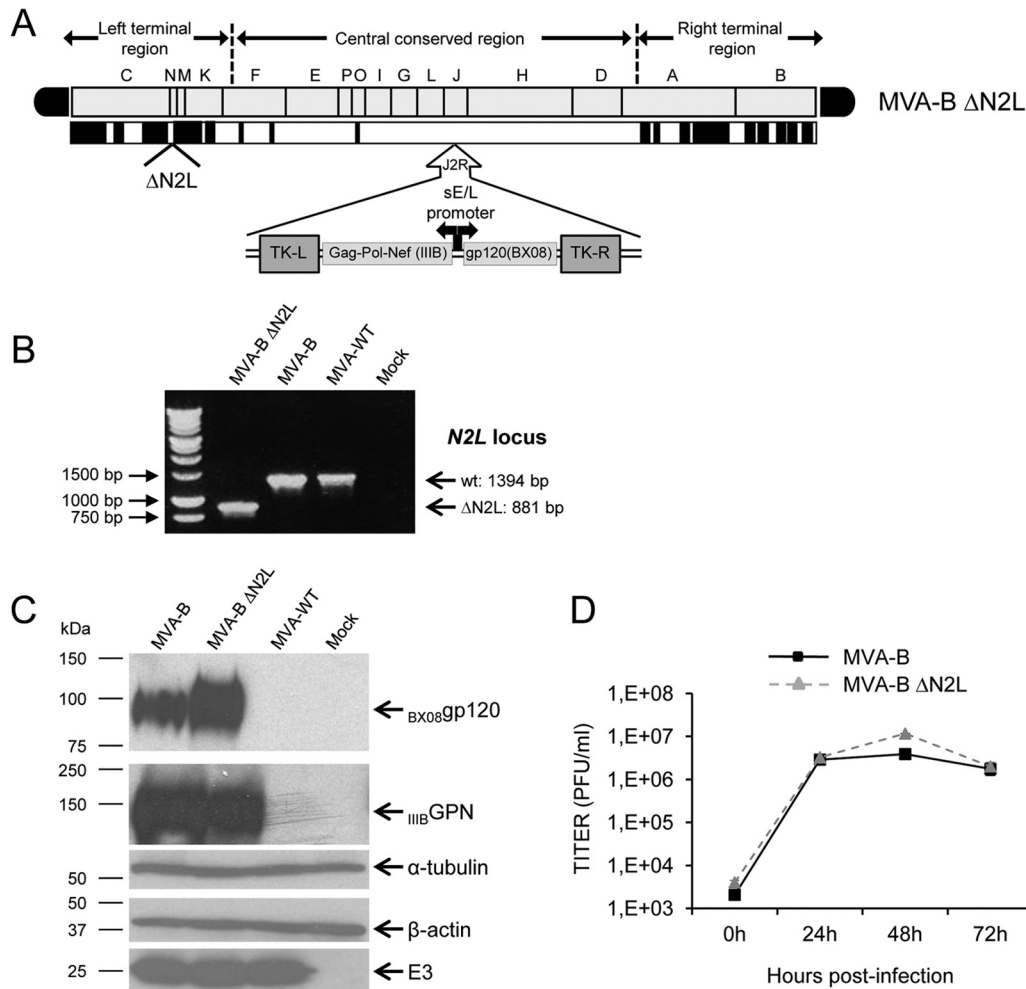 A
Left terminal region
Central conserved region
Right terminal region
C N M K F E P O I G L J H D A B
MVA-B ΔN2L
ΔN2L
J2R
sE/L promoter
TK-L
Gag-Pol-Nef (IIIB)
gp120(BX08)
TK-R
B
MVA-B ΔN2L
MVA-B
MVA-WT
Mock
1500 bp
1000 bp
750 bp
N2L locus
wt: 1394 bp
ΔN2L: 881 bp
C
kDa
MVA-B
MVA-B ΔN2L
MVA-WT
Mock
150
100
75
BX08gp120
250
150
IIIBGPN
50
α-tubulin
50
37
β-actin
25
E3
D
MVA-B
MVA-B ΔN2L
TITER (PFU/ml)
1,E+08
1,E+07
1,E+06
1,E+05
1,E+04
1,E+03
0h 24h 48h 72h
Hours post-infection